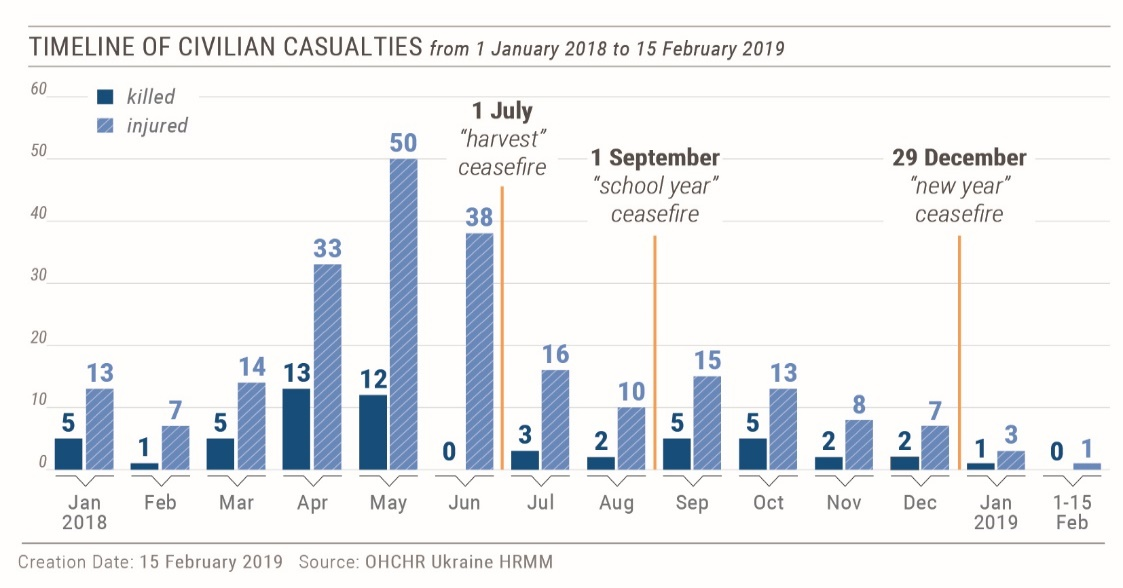 TIMELINE OF CIVILIAN CASUALTIES from 1 January 2018 to 15 February 2019
60
killed
injured
50
40
30
20
10
0
1 July
“harvest”
ceasefire
1 September
“school year”
ceasefire
29 December
“new year”
ceasefire
5 13
1 7
5 14
13 33
12 50
0 38
3 16
2 10
5 15
5 13
2 8
2 7
1 3
0 1
Jan Feb Mar Apr May Jun Jul Aug Sep Oct Nov Dec Jan 1-15
2018 2019 Feb
Creation Date: 15 February 2019 Source: OHCHR Ukraine HRMM